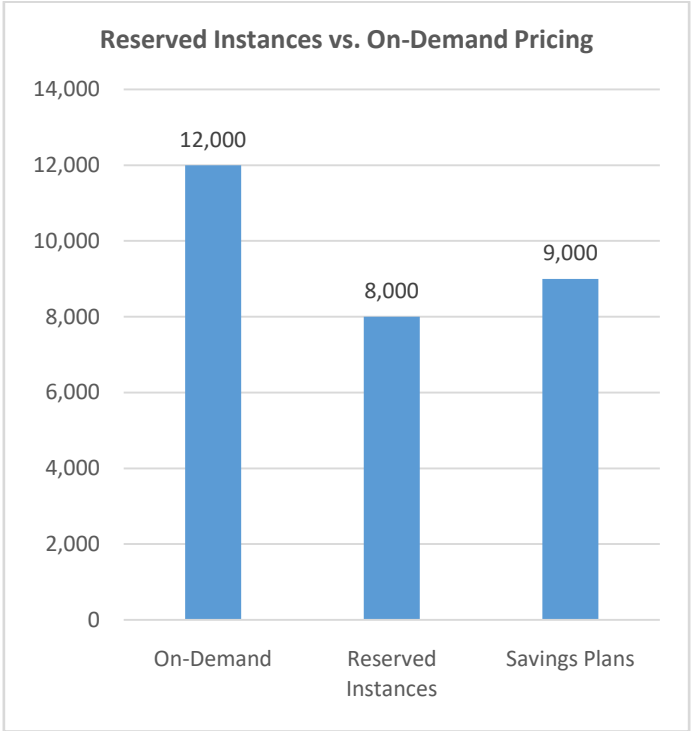 Reserved Instances vs. On-Demand Pricing
14,000
12,000
10,000
8,000
6,000
4,000
2,000
0
12,000
8,000
9,000
On-Demand
Reserved
Instances
Savings Plans